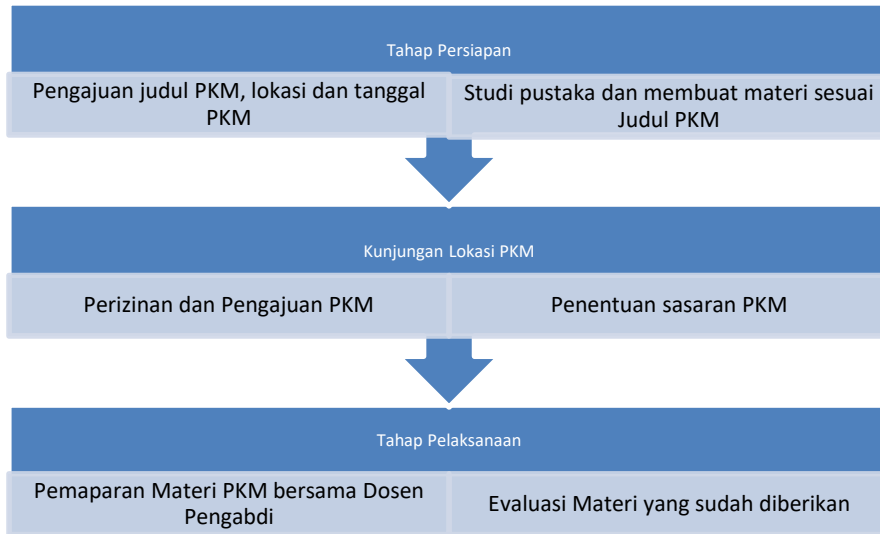 Tahap Persiapan
Pengajuan judul PKM, lokasi dan tanggal
PKM
Studi pustaka dan membuat materi sesuai
Judul PKM
Kunjungan Lokasi PKM
Perizinan dan Pengajuan PKM
Penentuan sasaran PKM
Tahap Pelaksanaan
Pemaparan Materi PKM bersama Dosen
Pengabdi
Evaluasi Materi yang sudah diberikan